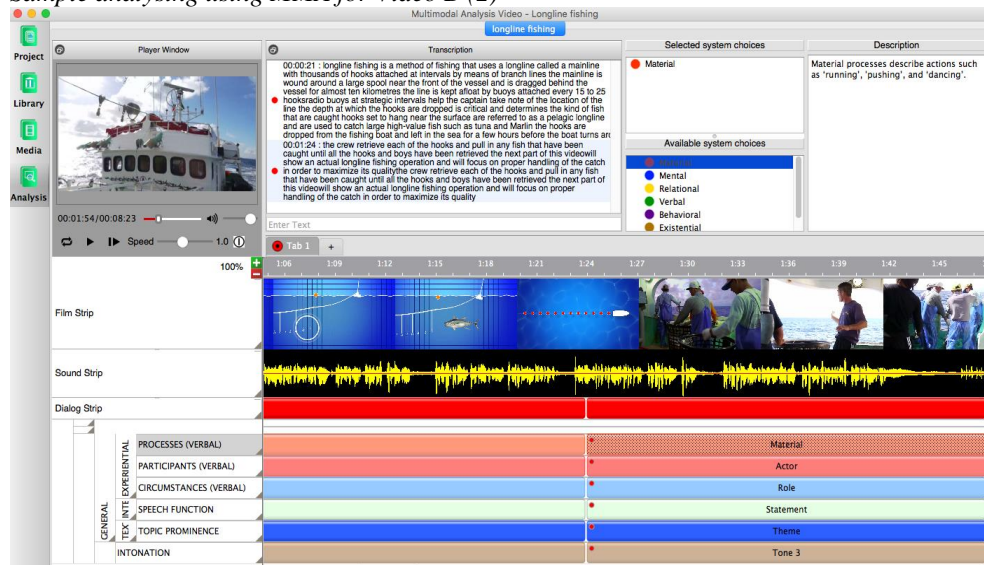 Sample analysing using MMA for Video B (2)
Multimodal Analysis Video - Longline fishing
longline fishing
Project
Library
Media
Analysis
Player Window
00:01:54/00:08:23
Speed
1.0
Transcription
00:00:21 : longline fishing is a method of fishing that uses a longline called a mainline
with thousands of hooks attached at intervals by means of branch lines the mainline is
wound around a large spool near the front of the vessel and is dragged behind the
vessel for almost ten kilometres the line is kept afloat by buoys attached every 15 to 25
hooksradio buoys at strategic intervals help the captain take note of the location of the
line the depth at which the hooks are dropped is critical and determines the kind of fish
that are caught hooks set to hang near the surface are referred to as a pelagic longline
and are used to catch large high-value fish such as tuna and Marlin the hooks are
dropped from the fishing boat and left in the sea for a few hours before the boat turns arc
00:01:24 : the crew retrieve each of the hooks and pull in any fish that have been
caught until all the hooks and boys have been retrieved the next part of this videowill
show an actual longline fishing operation and will focus on proper handling of the catch
in order to maximize its qualitythe crew retrieve each of the hooks and pull in any fish
that have been caught until all the hooks and boys have been retrieved the next part of
this videowill show an actual longline fishing operation and will focus on proper
handling of the catch in order to maximize its quality
Enter Text
Selected system choices
Material
Available system choices
Material
Mental
Relational
Verbal
Behavioral
Existential
Description
Material processes describe actions such
as 'running', 'pushing', and 'dancing'.
Tab 1
+
100%
1:06 1:09 1:12 1:15 1:18 1:21 1:24 1:27 1:30 1:33 1:36 1:39 1:42 1:45
Film Strip
Sound Strip
Dialog Strip
GENERAL
EXPERIENTIAL
INTE
TEX
PROCESSES (VERBAL)
Material
PARTICIPANTS (VERBAL)
Actor
CIRCUMSTANCES (VERBAL)
Role
SPEECH FUNCTION
Statement
TOPIC PROMINENCE
Theme
INTONATION
Tone 3